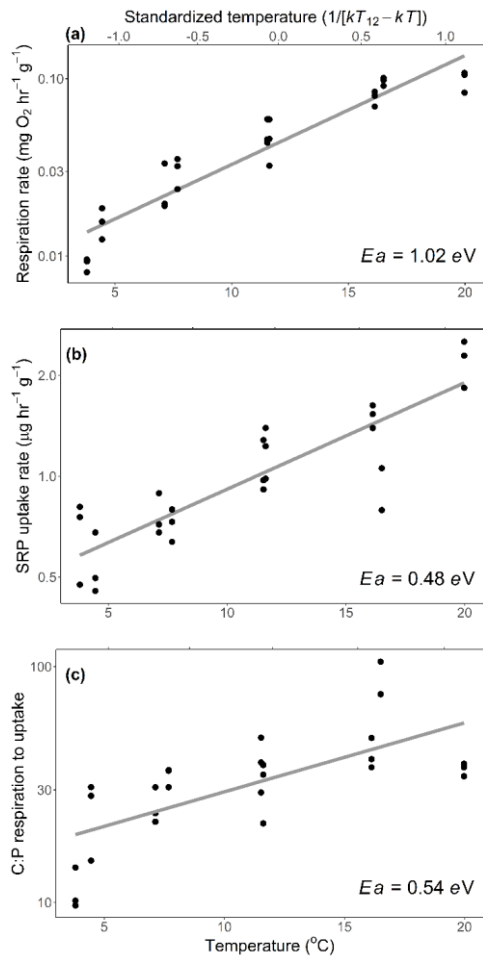 Standardized temperature (1/[kT₁₂ – kT])
(a) -1.0 -0.5 0.0 0.5 1.0
Respiration rate (mg O₂ hr⁻¹ g⁻¹)
0.10
0.03
0.01
Ea = 1.02 eV
5 10 15 20
(b)
SRP uptake rate (µg hr⁻¹ g⁻¹)
2.0
1.0
0.5
Ea = 0.48 eV
5 10 15 20
(c)
C:P respiration to uptake
100
30
10
Ea = 0.54 eV
5 10 15 20
Temperature (°C)